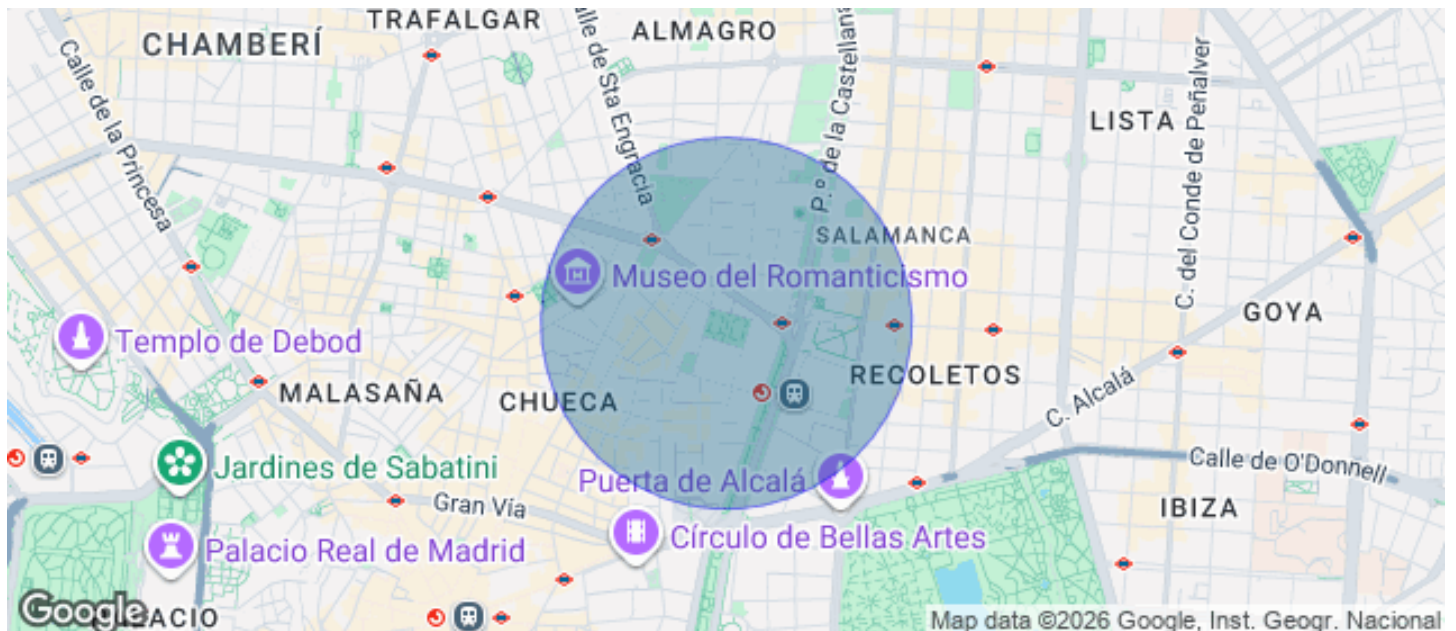 TRAFALGAR
ALMAGRO
CHAMBERÍ
Calle de la Princesa
alle de Sta Engracia
P.º de la Castellana
C. del Conde de Peñalver
LISTA
SALAMANCA
Museo del Romanticismo
GOYA
Templo de Debod
RECOLETOS
MALASAÑA
CHUECA
C. Alcalá
Jardines de Sabatini
Puerta de Alcalá
Calle de O'Donnell
Gran Vía
IBIZA
Círculo de Bellas Artes
Palacio Real de Madrid
Google
ACIO
Map data ©2026 Google, Inst. Geogr. Nacional